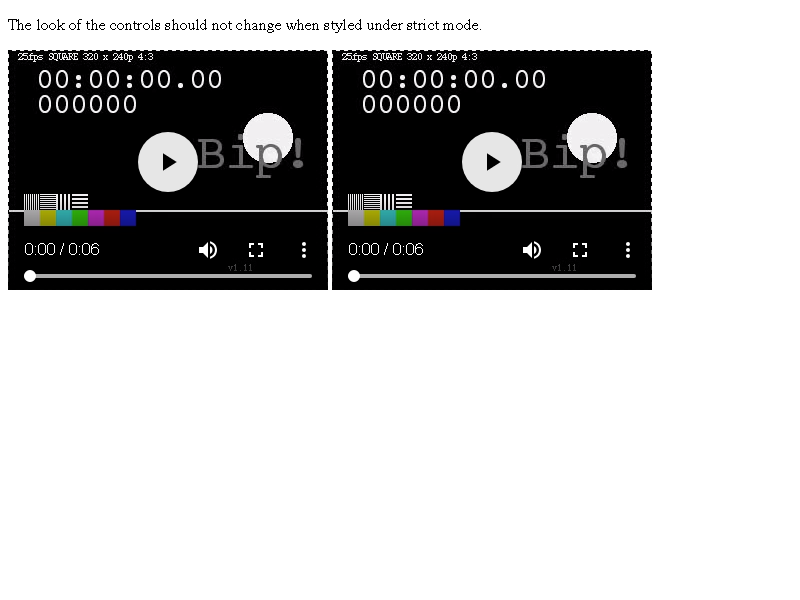 The look of the controls should not change when styled under strict mode.
25fps SQUARE 320 x 240p 4:3
00:00:00.00
000000
Bip!
0:00 / 0:06
v1.11
25fps SQUARE 320 x 240p 4:3
00:00:00.00
000000
Bip!
0:00 / 0:06
v1.11